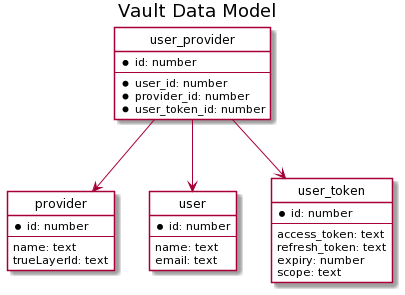 Vault Data Model
user_provider
id: number
user_id: number
provider_id: number
user_token_id: number
provider
id: number
name: text
trueLayerId: text
user
id: number
name: text
email: text
user_token
id: number
access_token: text
refresh_token: text
expiry: number
scope: text